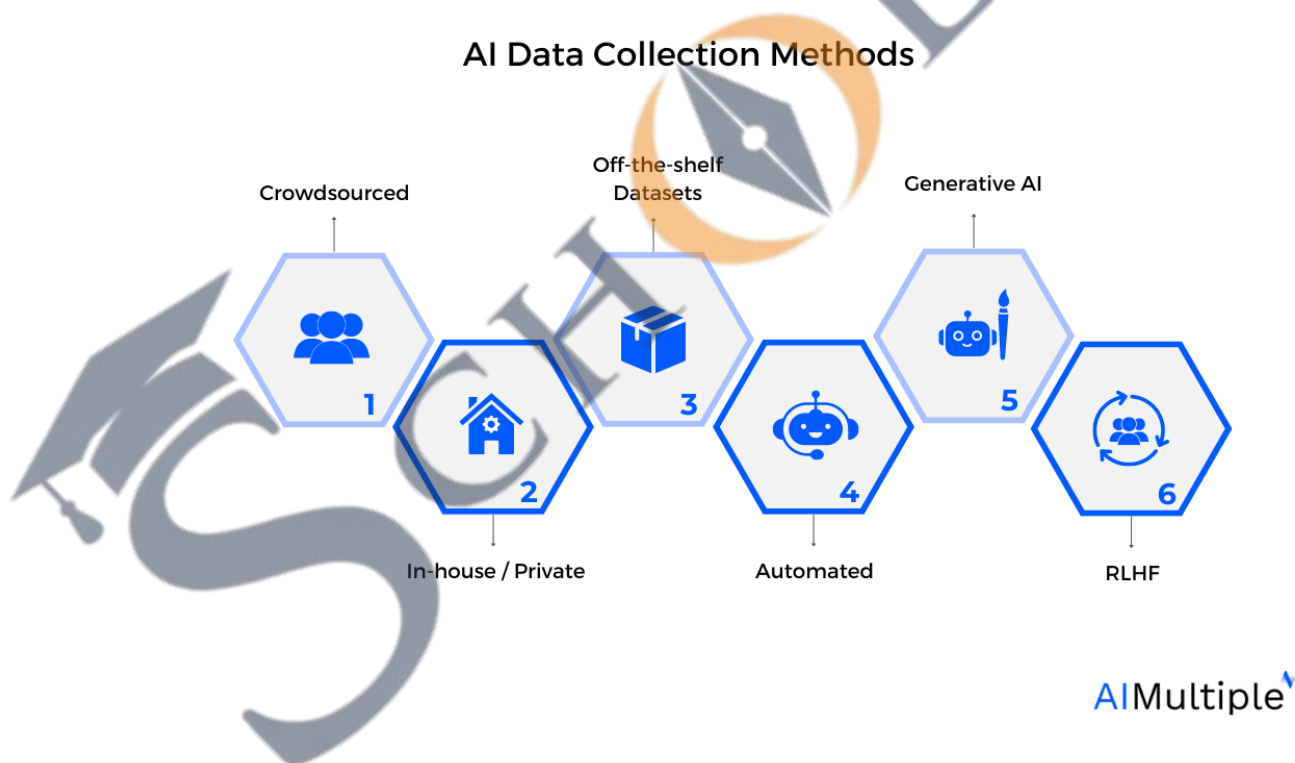 AI Data Collection Methods
Crowdsourced
Off-the-shelf
Datasets
Generative AI
1
2
3
4
5
6
In-house / Private
Automated
RLHF
AIMultiple
SCHOL